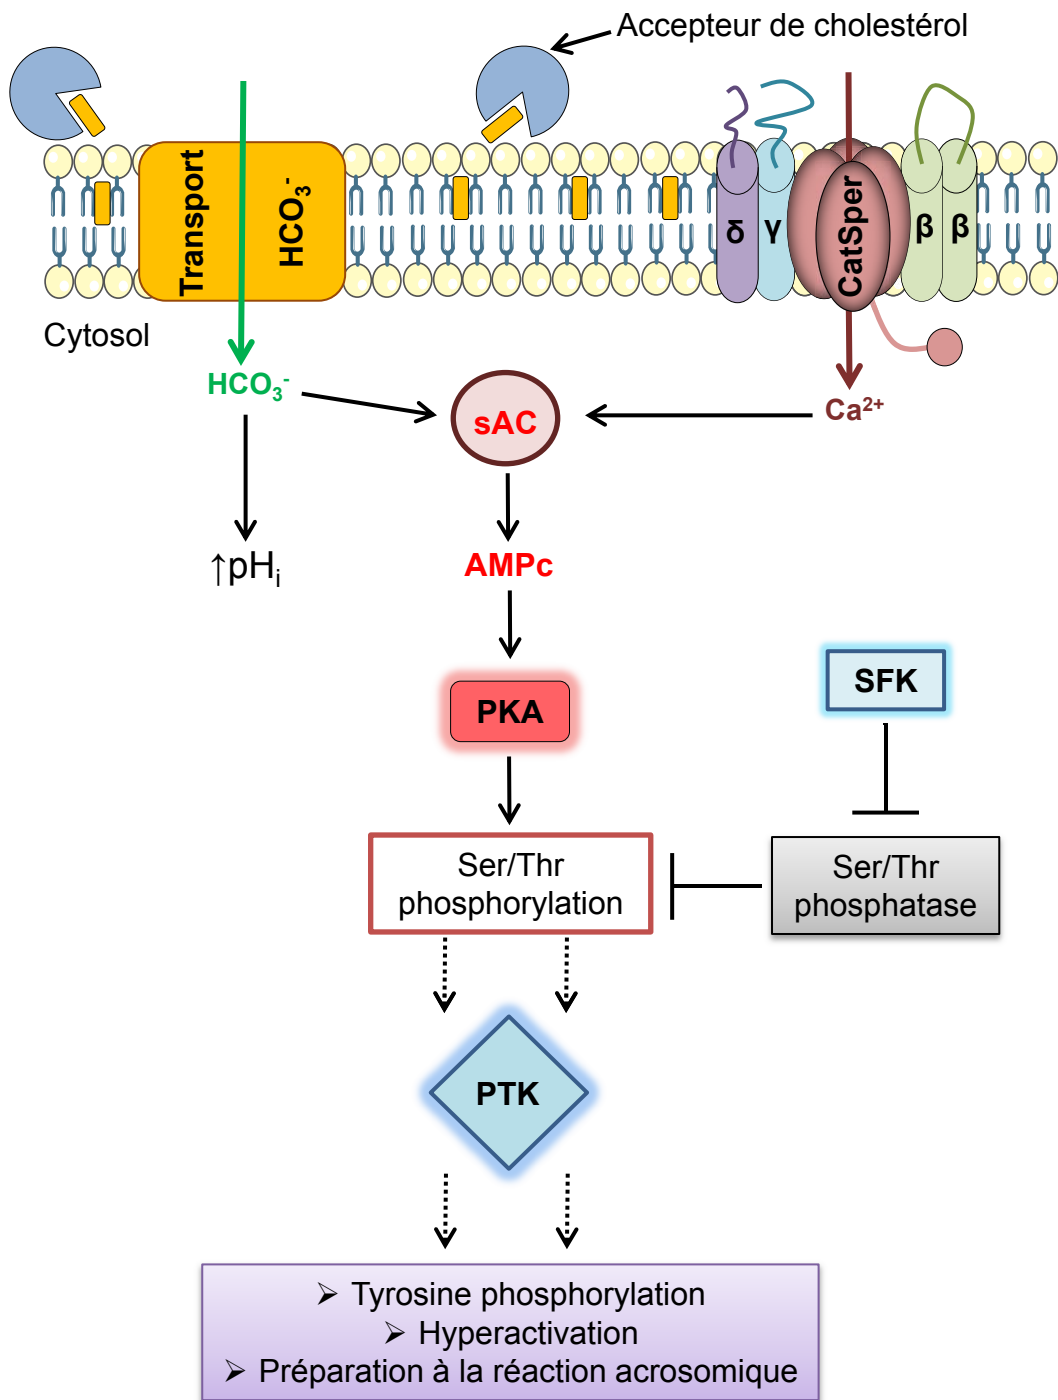 Accepteur de cholestérol
Transport
HCO₃⁻
δ
γ
CatSper
β
β
Cytosol
HCO₃⁻
sAC
Ca²⁺
↑pHᵢ
AMPc
PKA
SFK
Ser/Thr
phosphorylation
Ser/Thr
phosphatase
PTK
➢ Tyrosine phosphorylation
➢ Hyperactivation
➢ Préparation à la réaction acrosomique